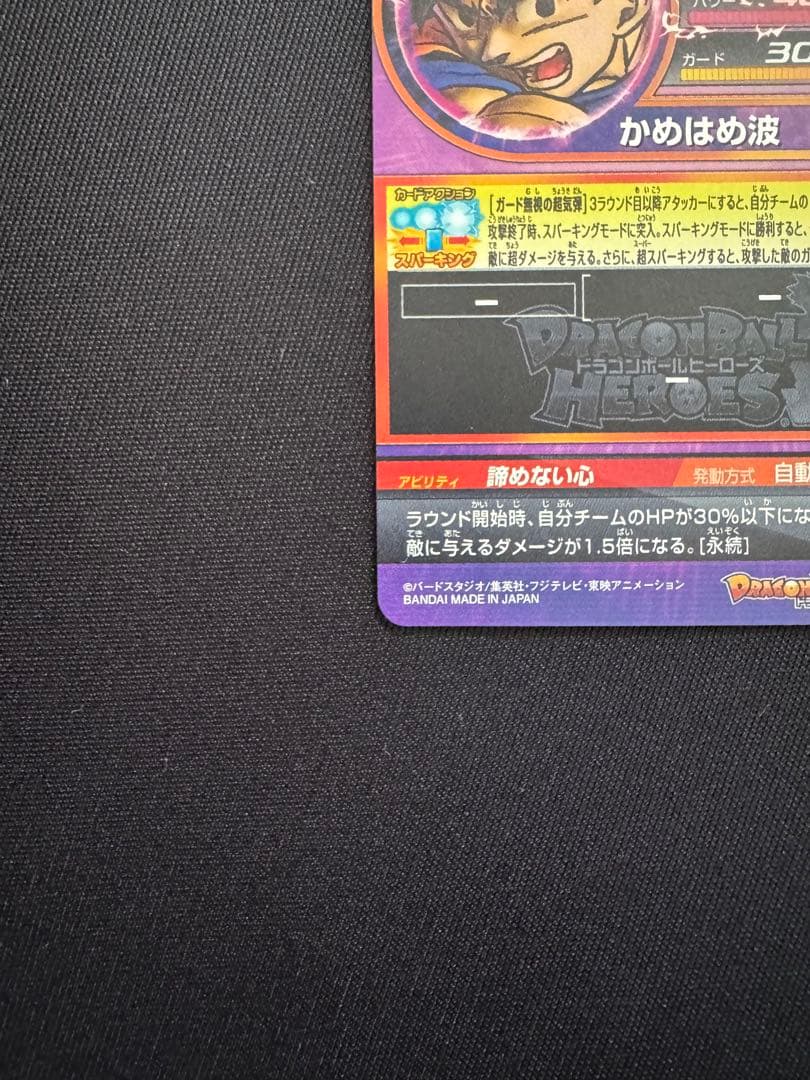 パワー
ガード 30
かめはめ波
カードアクション
スパーキング
[ガード無視の超気弾]3ラウンド目以降アタッカーにすると、自分チームの
攻撃終了時、スパーキングモードに突入。スパーキングモードに勝利すると、
敵に超ダメージを与える。さらに、超スパーキングすると、攻撃した敵のガ
ー
ー
DRAGON BALL
ドラゴンボールヒーローズ
HEROES
ー
アビリティ 諦めない心 発動方式 自動
ラウンド開始時、自分チームのHPが30%以下にな
敵に与えるダメージが1.5倍になる。[永続]
©バードスタジオ/集英社・フジテレビ・東映アニメーション
BANDAI MADE IN JAPAN
DRAGON